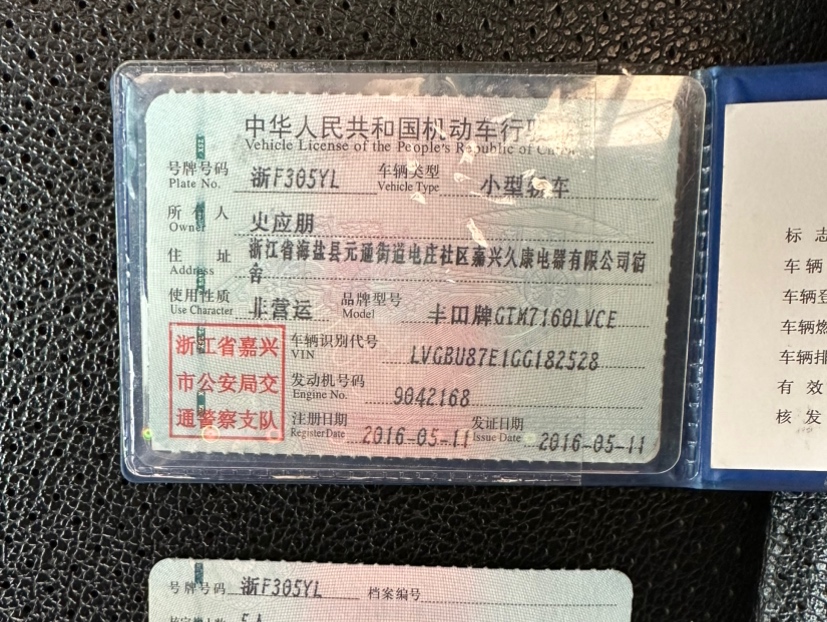 中华人民共和国机动车行
Vehicle License of the People's Republic of China
号牌号码 浙F305YL 车辆类型 小型轿车
Plate No. Vehicle Type
所有人 火应朋
Owner
住址 浙江省海盐县元通街道电庄社区嘉兴久康电器有限公司宿
Address 舍
使用性质 非营运 品牌型号 丰田牌GTM7160LVCE
Use Character Model
浙江省嘉兴
市公安局交
通警察支队
车辆识别代号 LVGBU87E1GG182528
VIN
发动机号码 9042168
Engine No.
注册日期 2016-05-11 发证日期 2016-05-11
Register Date Issue Date
标志
车辆
车辆登
车辆燃
车辆排
有效
核发
号牌号码 浙F305YL 档案编号
5人